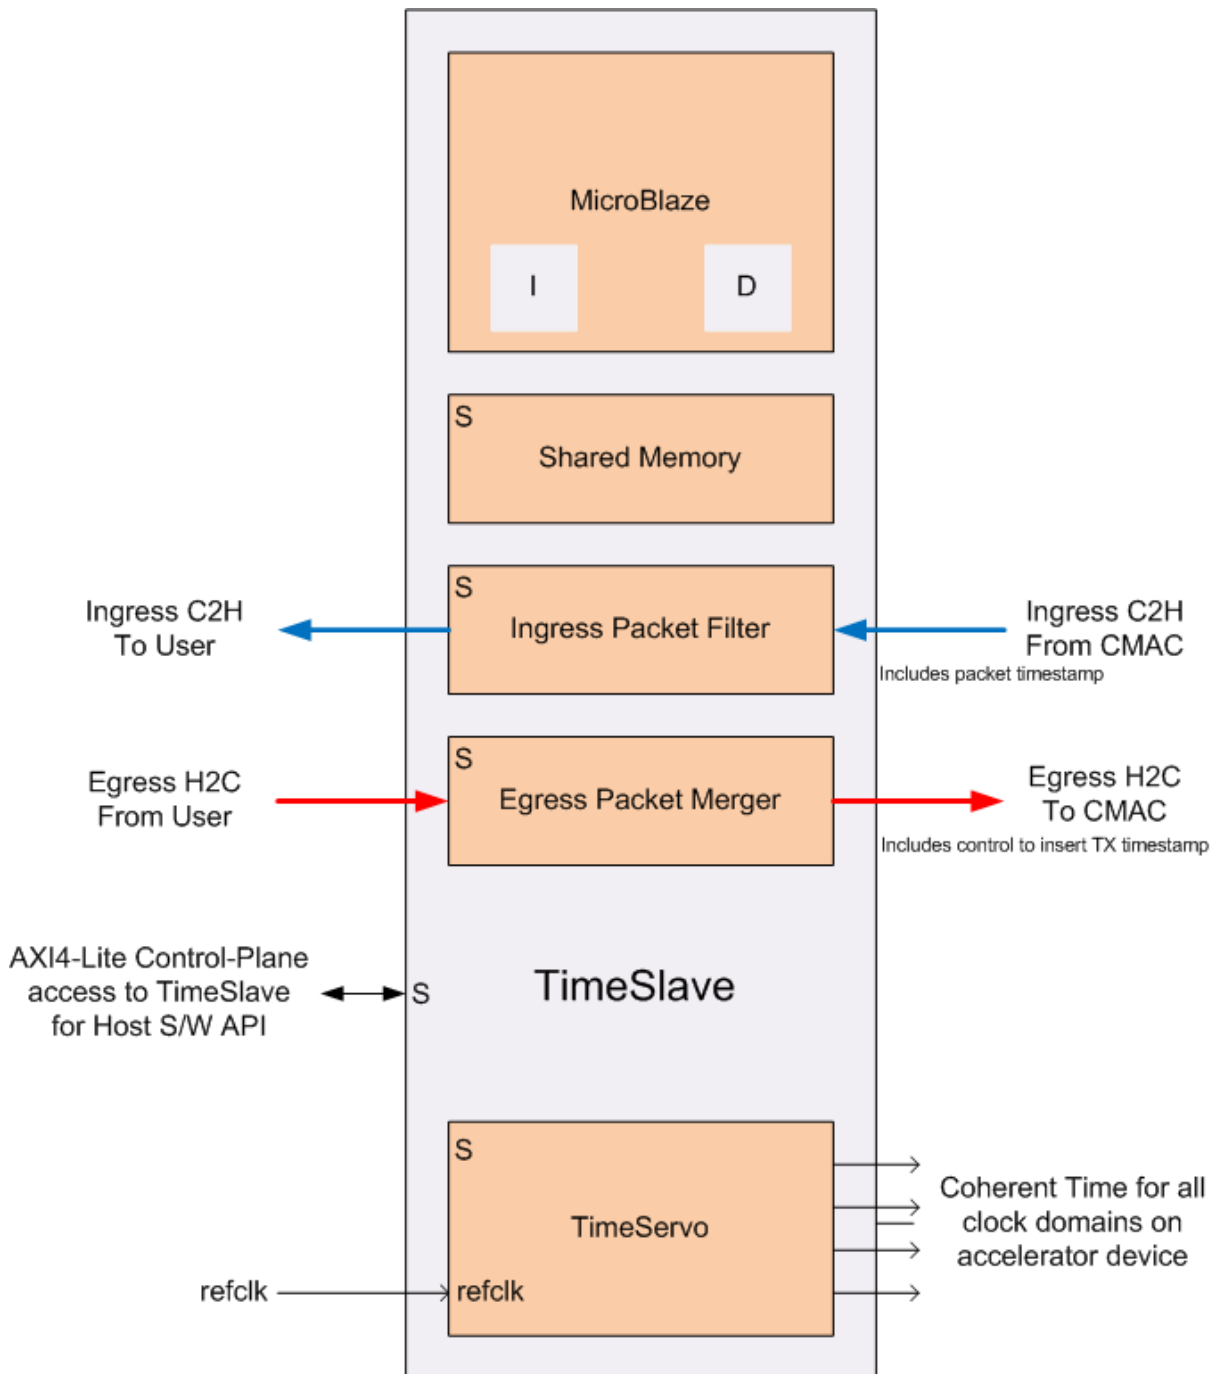 MicroBlaze
I
D
S
Shared Memory
S
Ingress Packet Filter
Ingress C2H
To User
Ingress C2H
From CMAC
Includes packet timestamp
S
Egress Packet Merger
Egress H2C
From User
Egress H2C
To CMAC
Includes control to insert TX timestamp
AXI4-Lite Control-Plane
access to TimeSlave
for Host S/W API
S
TimeSlave
S
TimeServo
Coherent Time for all
clock domains on
accelerator device
refclk
refclk